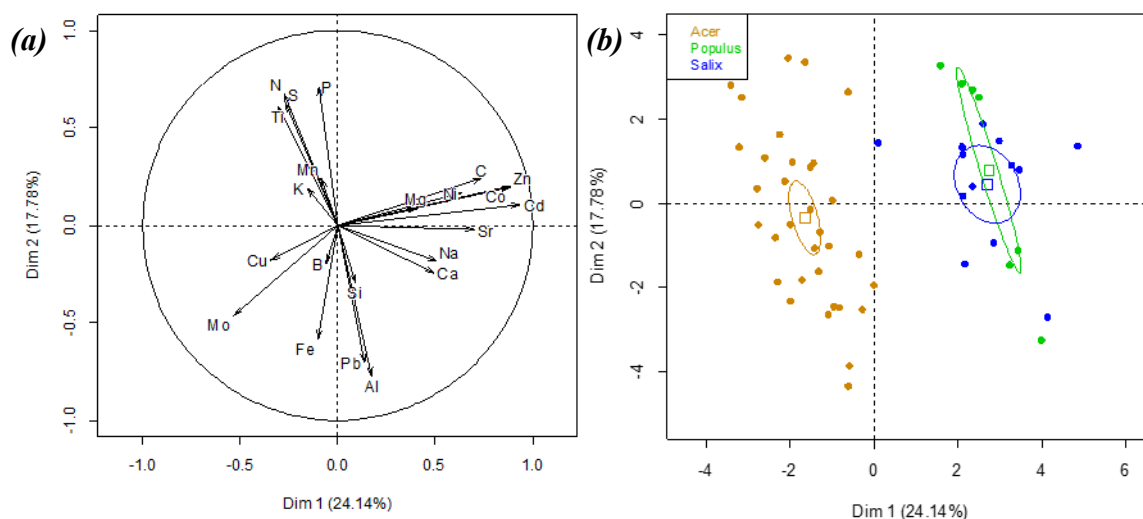 (a)
1.0
0.5
0.0
-0.5
-1.0
Dim 2 (17.78%)
N
S
P
Ti
Mn
K
C
Zn
Mg
Ni
Co
Cd
Sr
Na
Ca
Cu
B
Si
Mo
Fe
Pb
Al
-1.0 -0.5 0.0 0.5 1.0
Dim 1 (24.14%)
(b)
Acer
Populus
Salix
4
2
0
-2
-4
Dim 2 (17.78%)
-4 -2 0 2 4 6
Dim 1 (24.14%)